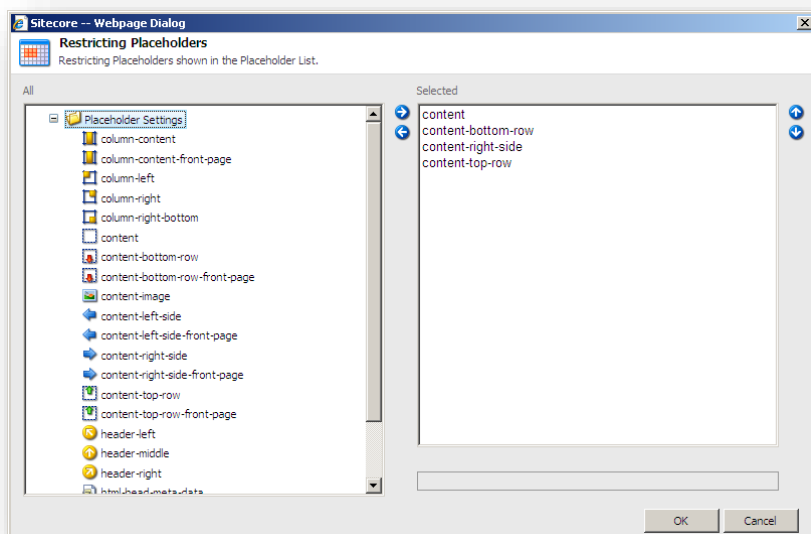 Sitecore -- Webpage Dialog
Restricting Placeholders
Restricting Placeholders shown in the Placeholder List.
All
Placeholder Settings
column-content
column-content-front-page
column-left
column-right
column-right-bottom
content
content-bottom-row
content-bottom-row-front-page
content-image
content-left-side
content-left-side-front-page
content-right-side
content-right-side-front-page
content-top-row
content-top-row-front-page
header-left
header-middle
header-right
html-head-meta-data
Selected
content
content-bottom-row
content-right-side
content-top-row
OK
Cancel